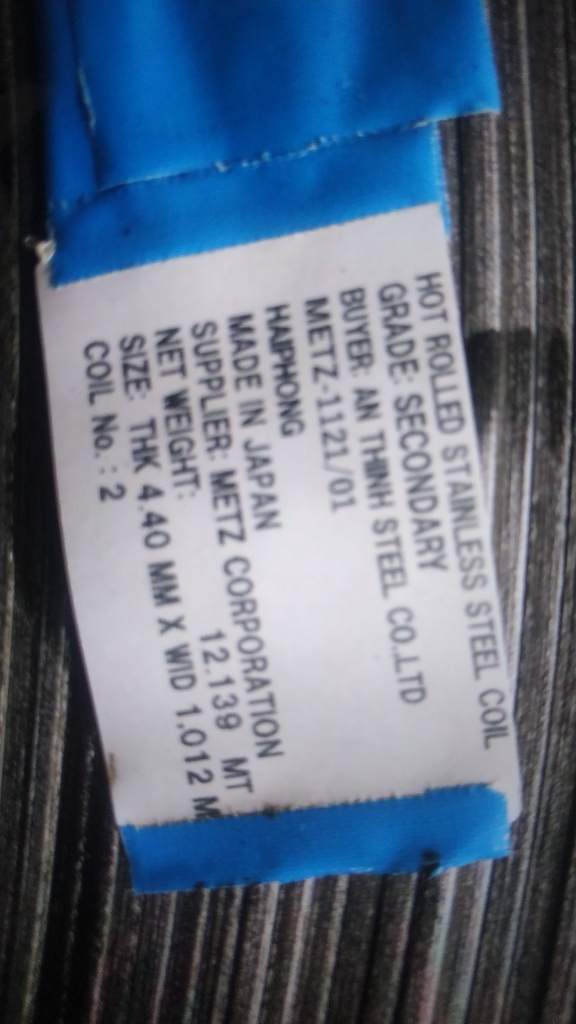 HOT ROLLED STAINLESS STEEL COIL
GRADE: SECONDARY
BUYER: AN THINH STEEL CO.,LTD
METZ-1121/01
HAIPHONG
MADE IN JAPAN
SUPPLIER: METZ CORPORATION
NET WEIGHT: 12.139 MT
SIZE: THK 4.40 MM X WID 1.012 M
COIL No.: 2